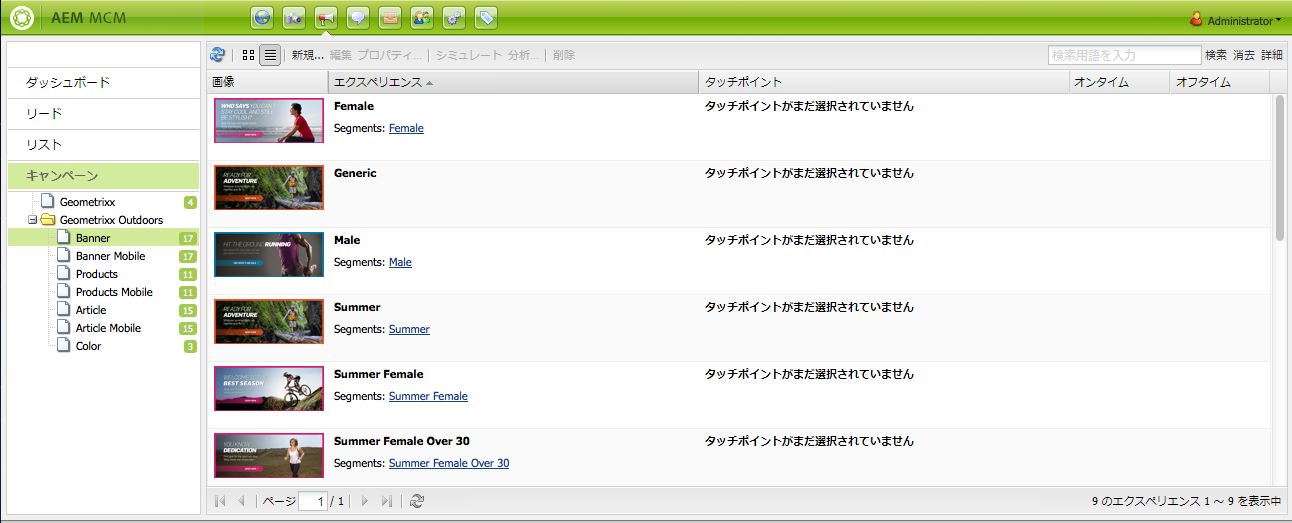 AEM MCM
Administrator
ダッシュボード
リード
リスト
キャンペーン
Geometrixx 4
Geometrixx Outdoors
Banner 17
Banner Mobile 17
Products 11
Products Mobile 11
Article 15
Article Mobile 15
Color 3
新規... 編集 プロパティ... シミュレート 分析... 削除
検索用語を入力 検索 消去 詳細
画像 エクスペリエンス タッチポイント オンタイム オフタイム
WHO SAYS YOU CAN'T
STAY COOL AND STILL
BE STYLISH?
Female タッチポイントがまだ選択されていません
Segments: Female
READY FOR
ADVENTURE
Generic タッチポイントがまだ選択されていません
HIT THE GROUND RUNNING
Male タッチポイントがまだ選択されていません
Segments: Male
READY FOR
ADVENTURE
Summer タッチポイントがまだ選択されていません
Segments: Summer
BEST SEASON
Summer Female タッチポイントがまだ選択されていません
Segments: Summer Female
YOU KNOW
DEDICATION
Summer Female Over 30 タッチポイントがまだ選択されていません
Segments: Summer Female Over 30
ページ 1 / 1
9 のエクスペリエンス 1 ～ 9 を表示中